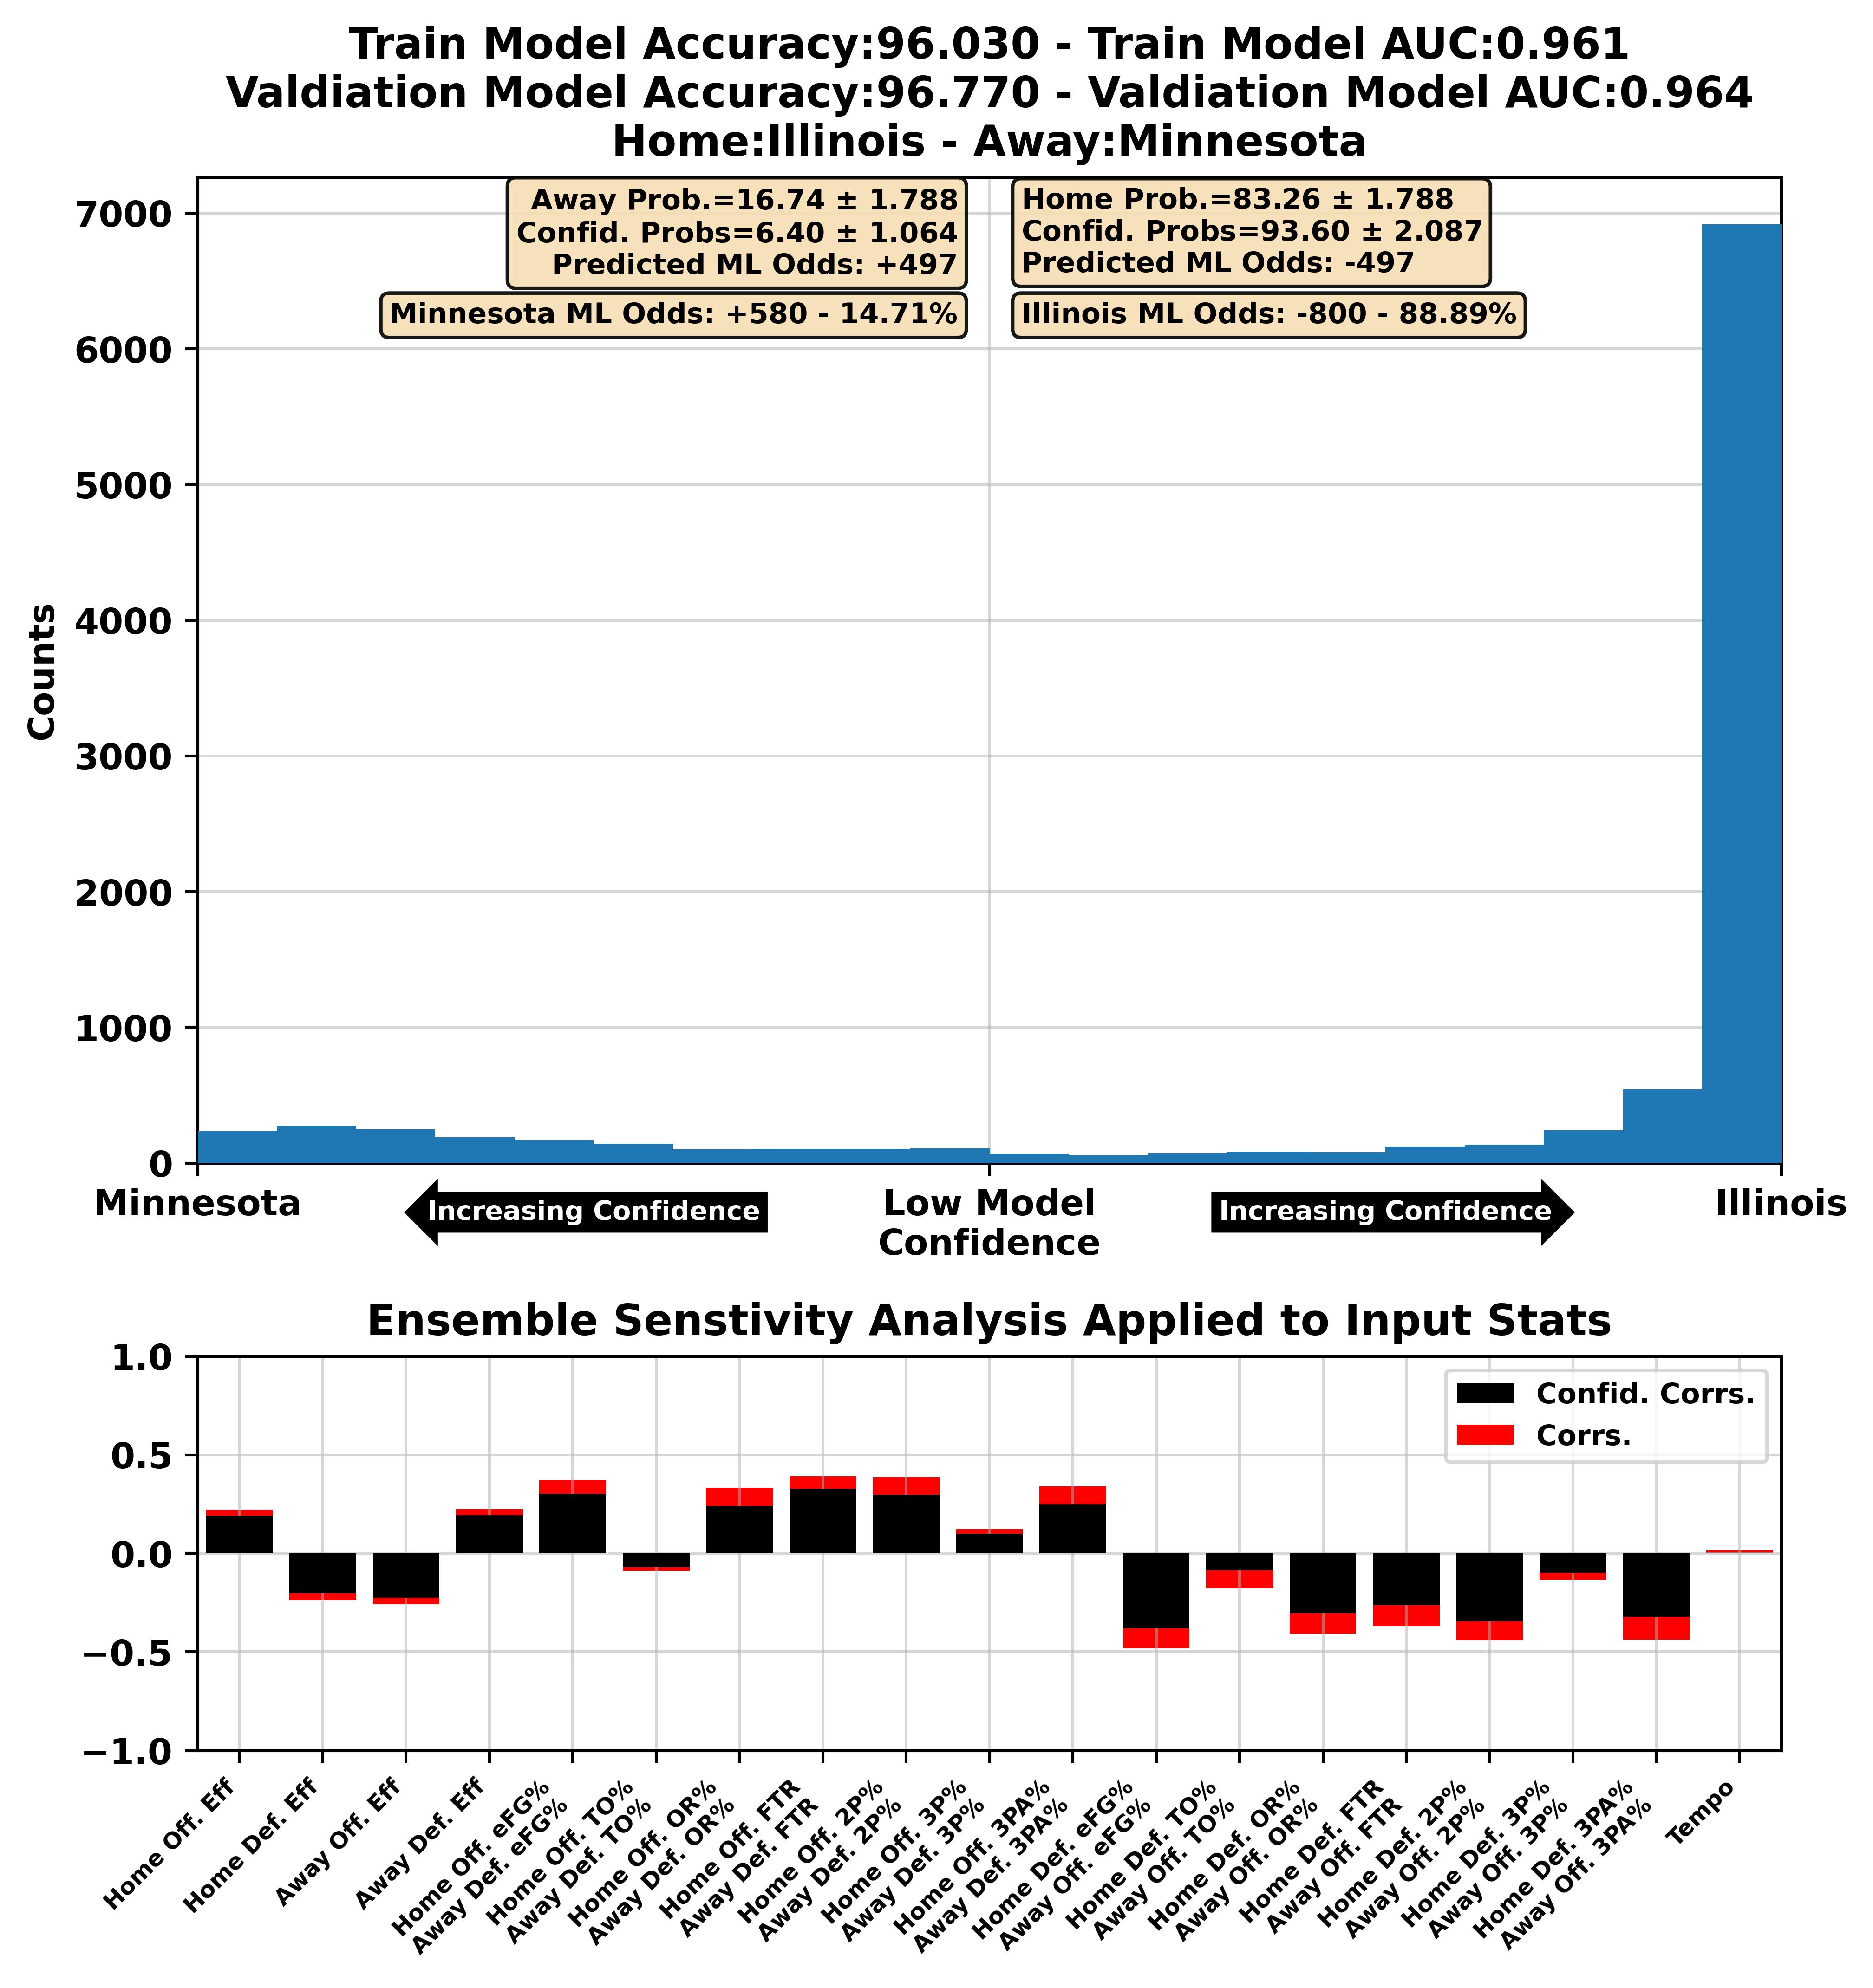 Train Model Accuracy:96.030 - Train Model AUC:0.961
Valdiation Model Accuracy:96.770 - Valdiation Model AUC:0.964
Home:Illinois - Away:Minnesota
Away Prob.=16.74 ± 1.788
Confid. Probs=6.40 ± 1.064
Predicted ML Odds: +497
Minnesota ML Odds: +580 - 14.71%
Home Prob.=83.26 ± 1.788
Confid. Probs=93.60 ± 2.087
Predicted ML Odds: -497
Illinois ML Odds: -800 - 88.89%
Counts
7000
6000
5000
4000
3000
2000
1000
0
Minnesota
Increasing Confidence
Low Model
Confidence
Increasing Confidence
Illinois
Ensemble Senstivity Analysis Applied to Input Stats
1.0
0.5
0.0
−0.5
−1.0
Confid. Corrs.
Corrs.
Home Off. Eff
Home Def. Eff
Away Off. Eff
Away Def. Eff
Home Off. eFG%
Away Def. eFG%
Home Off. TO%
Away Def. TO%
Home Off. OR%
Away Def. OR%
Home Off. FTR
Away Def. FTR
Home Off. 2P%
Away Def. 2P%
Home Off. 3P%
Away Def. 3P%
Home Off. 3PA%
Away Def. 3PA%
Home Def. eFG%
Away Off. eFG%
Home Def. TO%
Away Off. TO%
Home Def. OR%
Away Off. OR%
Home Def. FTR
Away Off. FTR
Home Def. 2P%
Away Off. 2P%
Home Def. 3P%
Away Off. 3P%
Home Def. 3PA%
Away Off. 3PA%
Tempo